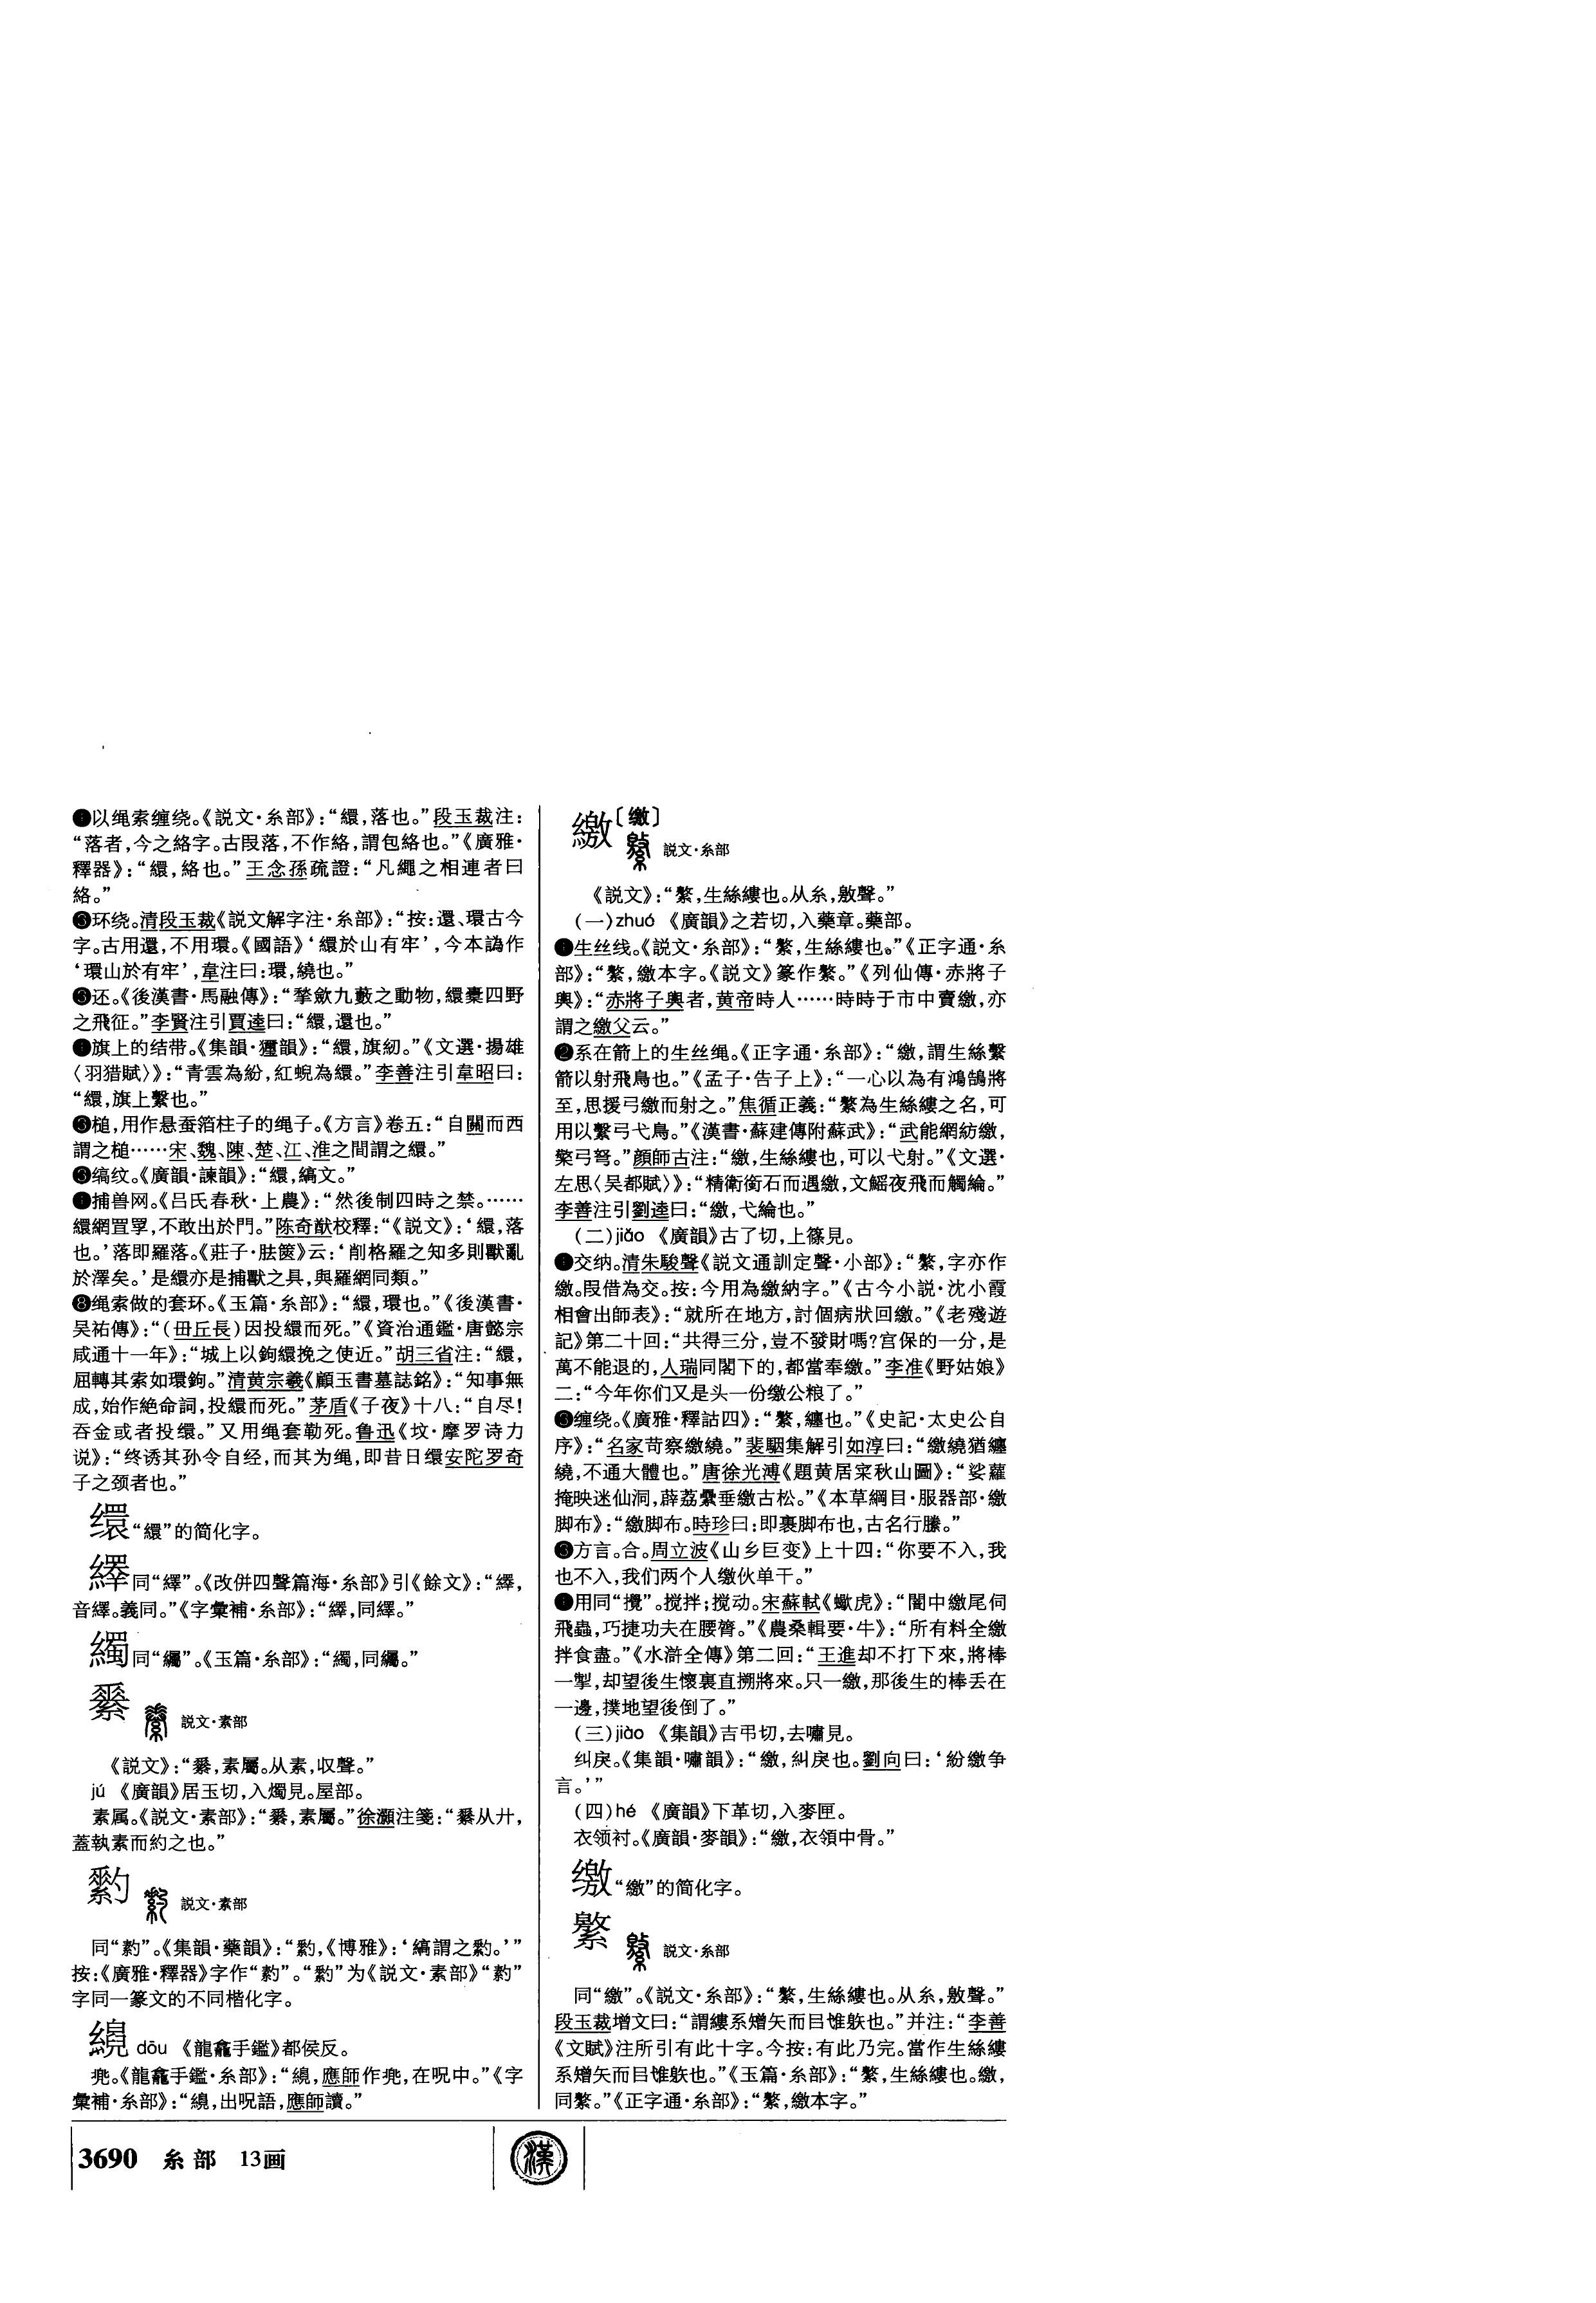 以绳索缠绕。《説文·糸部》:“繯,落也。”段玉裁注:
“落者,今之絡字。古叚落,不作絡,謂包絡也。”《廣雅·
釋器》:“繯,絡也。”王念孫疏證:“凡繩之相連者曰
絡。”
环绕。清段玉裁《説文解字注·糸部》:“按:還、環古今
字。古用還,不用環。《國語》‘繯於山有牢’,今本譌作
‘環山於有牢’,韋注曰:環,繞也。”
还。《後漢書·馬融傳》:“揫斂九藪之動物,繯橐四野
之飛征。”李賢注引賈逵曰:“繯,還也。”
旗上的结带。《集韻·獮韻》:“繯,旗紉。”《文選·揚雄
〈羽猎賦〉》:“青雲為紛,紅蜺為繯。”李善注引韋昭曰:
“繯,旗上繫也。”
槌,用作悬蚕箔柱子的绳子。《方言》卷五:“自關而西
謂之槌……宋、魏、陳、楚、江、淮之間謂之繯。”
缟纹。《廣韻·諫韻》:“繯,縞文。”
捕兽网。《吕氏春秋·上農》:“然後制四時之禁。……
繯網罝罦,不敢出於門。”陈奇猷校釋:“《説文》:‘繯,落
也。’落即羅落。《莊子·胠篋》云:‘削格羅之知多則獸亂
於澤矣。’是繯亦是捕獸之具,與羅網同類。”
❽绳索做的套环。《玉篇·糸部》:“繯,環也。”《後漢書·
吴祐傳》:“(毌丘長)因投繯而死。”《資治通鑑·唐懿宗
咸通十一年》:“城上以鉤繯挽之使近。”胡三省注:“繯,
屈轉其索如環鉤。”清黄宗羲《顧玉書墓誌銘》:“知事無
成,始作絶命詞,投繯而死。”茅盾《子夜》十八:“自尽!
吞金或者投缳。”又用绳套勒死。鲁迅《坟·摩罗诗力
说》:“终诱其孙令自经,而其为绳,即昔日缳安陀罗奇
子之颈者也。”
缳“繯”的简化字。
同“繹”。《改併四聲篇海·糸部》引《餘文》:“
音繹。義同。”《字彙補·糸部》:“同繹。”
繝同“纙”。《玉篇·糸部》:
説文·素部
《説文》:“素屬。从素,収聲。”
jú 《廣韻》居玉切,入燭見。屋部。
素属。《説文·素部》:“素屬。”徐灝注箋:“从廾,
蓋執素而約之也。”
説文·素部
《集韻·藥韻》:“《博雅》:‘縞謂之
按:《廣雅·釋器》字作为《説文·素部》
字同一篆文的不同楷化字。
dōu 《龍龕手鑑》都侯反。
兠。《龍龕手鑑·糸部》:“應師作兠,在呪中。”《字
彙補·糸部》:“出呪語,應師讀。”
繳〔缴〕
説文·糸部
《説文》:“繁,生絲縷也。从糸,敫聲。”
(一)zhuó 《廣韻》之若切,入藥章。藥部。
生丝线。《説文·糸部》:“䌸,生絲縷也。”《正字通·糸
部》:“䌸,繳本字。《説文》篆作䌸。”《列仙傳·赤將子
輿》:“赤將子輿者,黄帝時人……時時于市中賣繳,亦
謂之繳父云。”
❷系在箭上的生丝绳。《正字通·糸部》:“繳,謂生絲繫
箭以射飛鳥也。”《孟子·告子上》:“一心以為有鴻鵠將
至,思援弓繳而射之。”焦循正義:“䌸為生絲縷之名,可
用以繫弓弋鳥。”《漢書·蘇建傳附蘇武》:“武能網紡繳,
檠弓弩。”顔師古注:“繳,生絲縷也,可以弋射。”《文選·
左思〈吴都賦〉》:“精衛銜石而遇繳,文鰩夜飛而觸綸。”
李善注引劉逵曰:“繳,弋綸也。”
(二)jiǎo 《廣韻》古了切,上篠見。
交纳。清朱駿聲《説文通訓定聲·小部》:“䌸,字亦作
繳。叚借為交。按:今用為繳納字。”《古今小説·沈小霞
相會出師表》:“就所在地方,討個病狀回繳。”《老殘遊
記》第二十回:“共得三分,豈不發財嗎?宫保的一分,是
萬不能退的,人瑞同閣下的,都當奉繳。”李准《野姑娘》
二:“今年你们又是头一份缴公粮了。”
缠绕。《廣雅·釋詁四》:“䌸,纏也。”《史記·太史公自
序》:“名家苛察繳繞。”裴駰集解引如淳曰:“繳繞猶纏
繞,不通大體也。”唐徐光溥《題黄居寀秋山圖》:“娑蘿
掩映迷仙洞,薜荔纍垂繳古松。”《本草綱目·服器部·繳
脚布》:“繳脚布。時珍曰:即裹脚布也,古名行縢。”
方言。合。周立波《山乡巨变》上十四:“你要不入,我
也不入,我们两个人缴伙单干。”
用同“攪”。搅拌;搅动。宋蘇軾《蠍虎》:“闇中繳尾伺
飛蟲,巧捷功夫在腰膂。”《農桑輯要·牛》:“所有料全繳
拌食盡。”《水滸全傳》第二回:“王進却不打下來,將棒
一掣,却望後生懷裏直搠將來。只一繳,那後生的棒丢在
一邊,撲地望後倒了。”
(三)jiào 《集韻》吉弔切,去嘯見。
纠戾。《集韻·嘯韻》:“繳,糾戾也。劉向曰:‘紛繳争
言。’”
(四)hé 《廣韻》下革切,入麥匣。
衣领衬。《廣韻·麥韻》:“繳,衣領中骨。”
缴“繳”的简化字。
䌸 説文·糸部
同“繳”。《説文·糸部》:“䌸,生絲縷也。从糸,敫聲。”
段玉裁增文曰:“謂縷系矰矢而㠯隿䠶也。”并注:“李善
《文賦》注所引有此十字。今按:有此乃完。當作生絲縷
系矰矢而㠯隿䠶也。”《玉篇·糸部》:“䌸,生絲縷也。繳,
同䌸。”《正字通·糸部》:“䌸,繳本字。”
3690 糸部 13画
漢